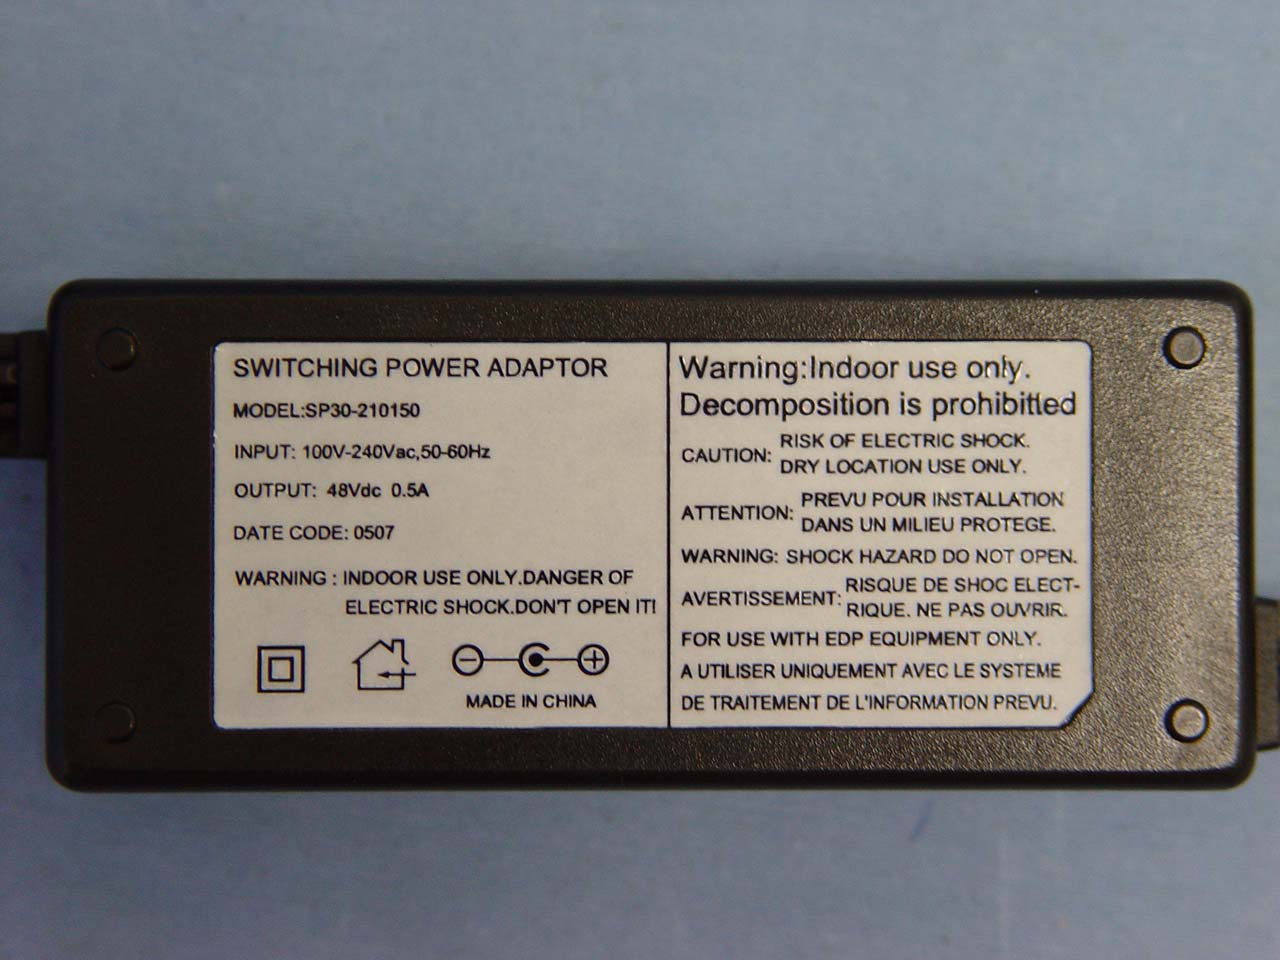 SWITCHING POWER ADAPTOR
MODEL:SP30-210150
INPUT: 100V-240Vac,50-60Hz
OUTPUT: 48Vdc 0.5A
DATE CODE: 0507
WARNING : INDOOR USE ONLY.DANGER OF
ELECTRIC SHOCK.DON'T OPEN IT!
MADE IN CHINA
Warning:Indoor use only.
Decomposition is prohibitted
CAUTION: RISK OF ELECTRIC SHOCK.
DRY LOCATION USE ONLY.
ATTENTION: PREVU POUR INSTALLATION
DANS UN MILIEU PROTEGE.
WARNING: SHOCK HAZARD DO NOT OPEN.
AVERTISSEMENT: RISQUE DE SHOC ELECT-
RIQUE. NE PAS OUVRIR.
FOR USE WITH EDP EQUIPMENT ONLY.
A UTILISER UNIQUEMENT AVEC LE SYSTEME
DE TRAITEMENT DE L'INFORMATION PREVU.